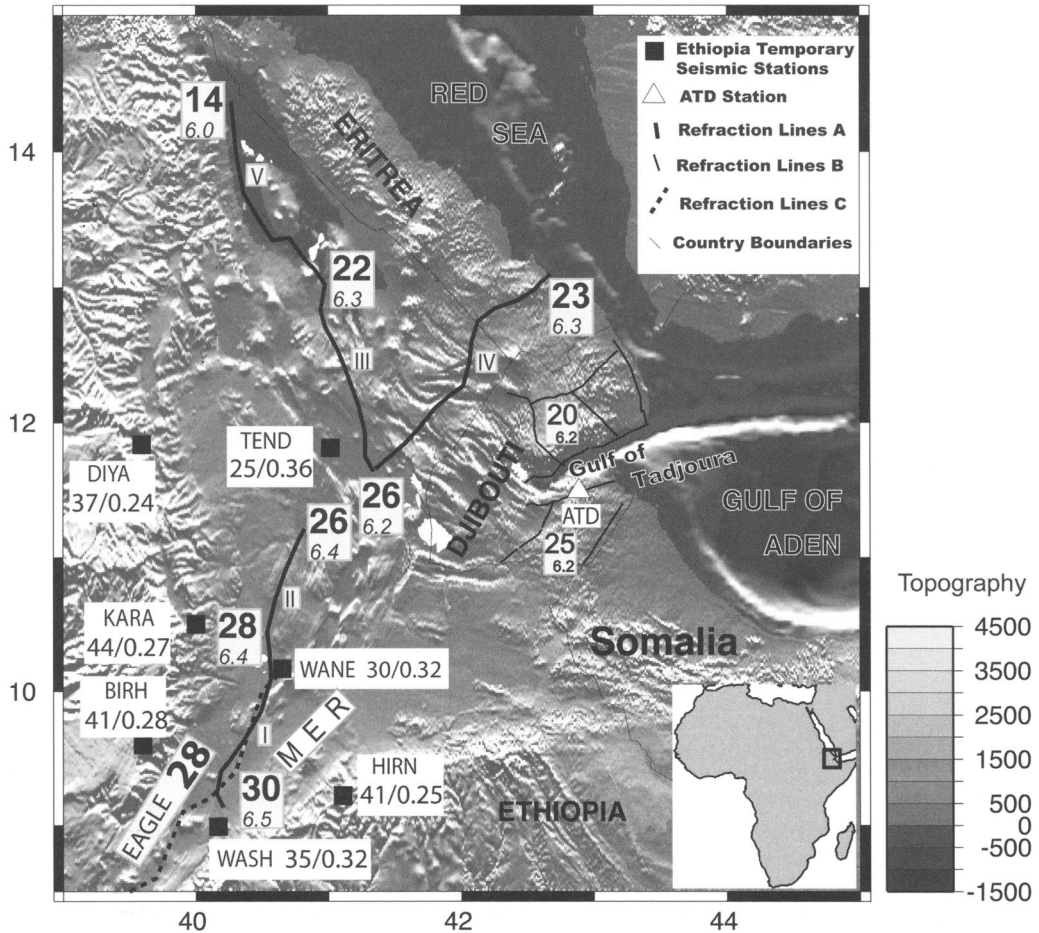 Ethiopia Temporary
Seismic Stations
ATD Station
Refraction Lines A
Refraction Lines B
Refraction Lines C
Country Boundaries
RED
SEA
ERITREA
14
6.0
V
14
22
6.3
23
6.3
III
IV
12
20
6.2
TEND
25/0.36
DIYA
37/0.24
26
6.2
26
6.4
DJIBOUTI
Gulf of
Tadjoura
ATD
25
6.2
GULF OF
ADEN
II
KARA
44/0.27
28
6.4
WANE 30/0.32
Somalia
10
BIRH
41/0.28
I
MER
EAGLE 28
30
6.5
HIRN
41/0.25
ETHIOPIA
WASH 35/0.32
40
42
44
Topography
4500
3500
2500
1500
500
0
-500
-1500